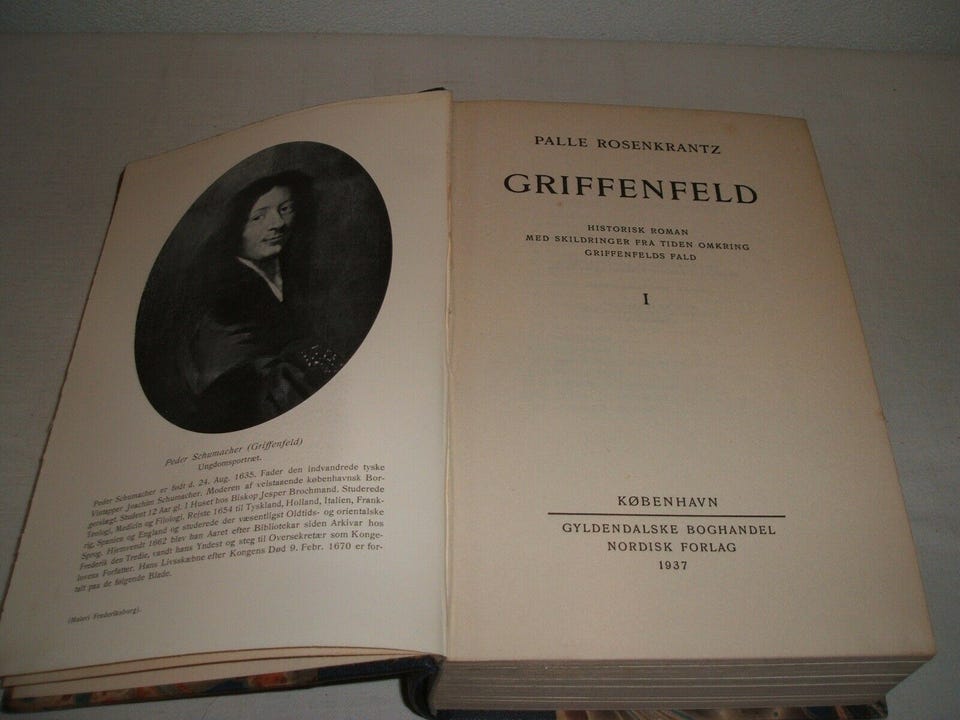 Peder Schumacher (Griffenfeld)
Ungdomsportræt.
Peder Schumacher er født d. 24. Aug. 1635. Fader den indvandrede tyske
Vintapper Joachim Schumacher. Moderen af velstaaende københavnsk Bor-
gerslægt. Student 12 Aar gl. I Huset hos Biskop Jesper Brochmand. Studerede
Teologi, Medicin og Filologi. Rejste 1654 til Tyskland, Holland, Italien, Frank-
rig, Spanien og England og studerede der væsentligst Oldtids- og orientalske
Sprog. Hjemvendt 1662 blev han Aaret efter Bibliotekar siden Arkivar hos
Frederik den Tredie, vandt hans Yndest og steg til Oversekretær som Konge-
lovens Forfatter. Hans Livsskæbne efter Kongens Død 9. Febr. 1670 er for-
talt paa de følgende Blade.
(Maleri Frederiksborg).
PALLE ROSENKRANTZ
GRIFFENFELD
HISTORISK ROMAN
MED SKILDRINGER FRA TIDEN OMKRING
GRIFFENFELDS FALD
I
KØBENHAVN
GYLDENDALSKE BOGHANDEL
NORDISK FORLAG
1937